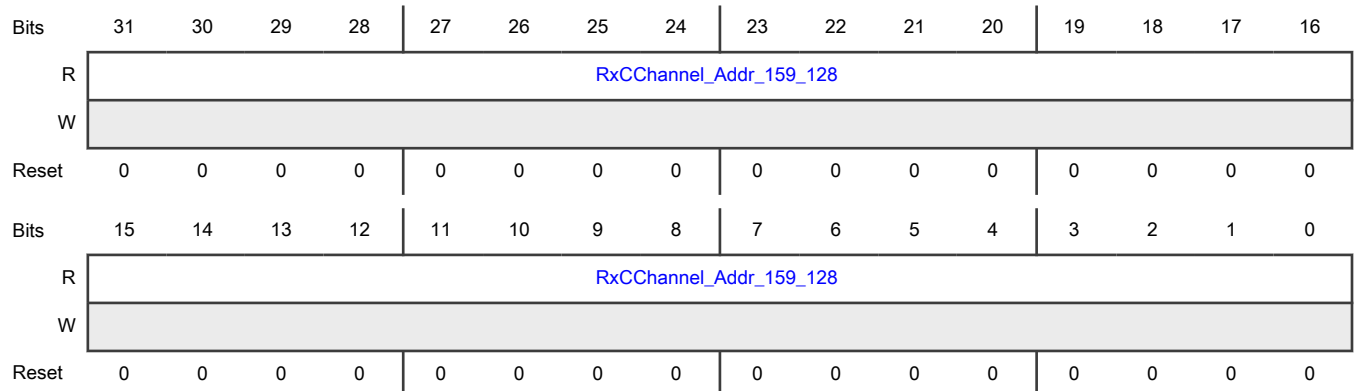 Bits 31 30 29 28 27 26 25 24 23 22 21 20 19 18 17 16
R RxCChannel_Addr_159_128
W
Reset 0 0 0 0 0 0 0 0 0 0 0 0 0 0 0 0
Bits 15 14 13 12 11 10 9 8 7 6 5 4 3 2 1 0
R RxCChannel_Addr_159_128
W
Reset 0 0 0 0 0 0 0 0 0 0 0 0 0 0 0 0